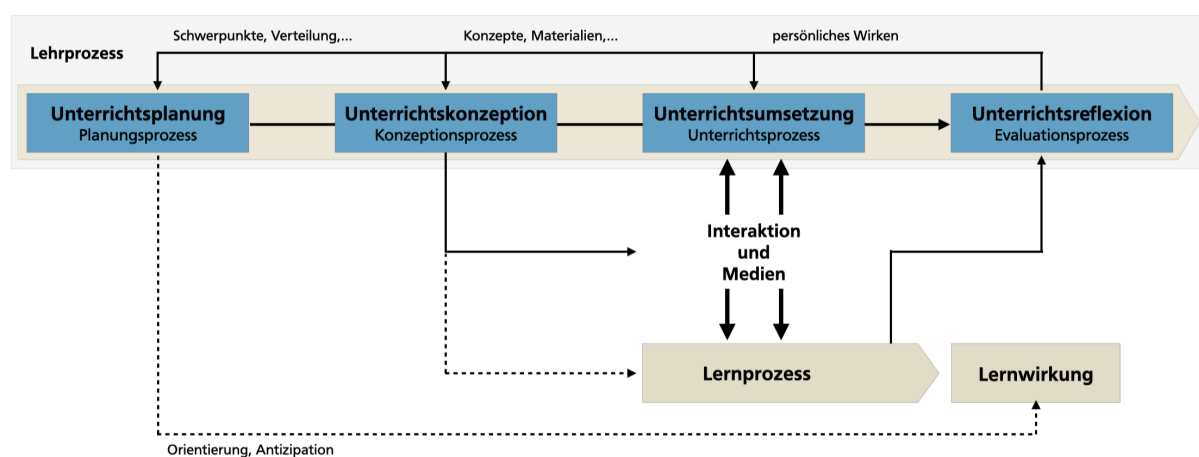 Schwerpunkte, Verteilung,...
Konzepte, Materialien,...
persönliches Wirken
Lehrprozess
Unterrichtsplanung
Planungsprozess
Unterrichtskonzeption
Konzeptionsprozess
Unterrichtsumsetzung
Unterrichtsprozess
Unterrichtsreflexion
Evaluationsprozess
Interaktion
und
Medien
Lernprozess
Lernwirkung
Orientierung, Antizipation